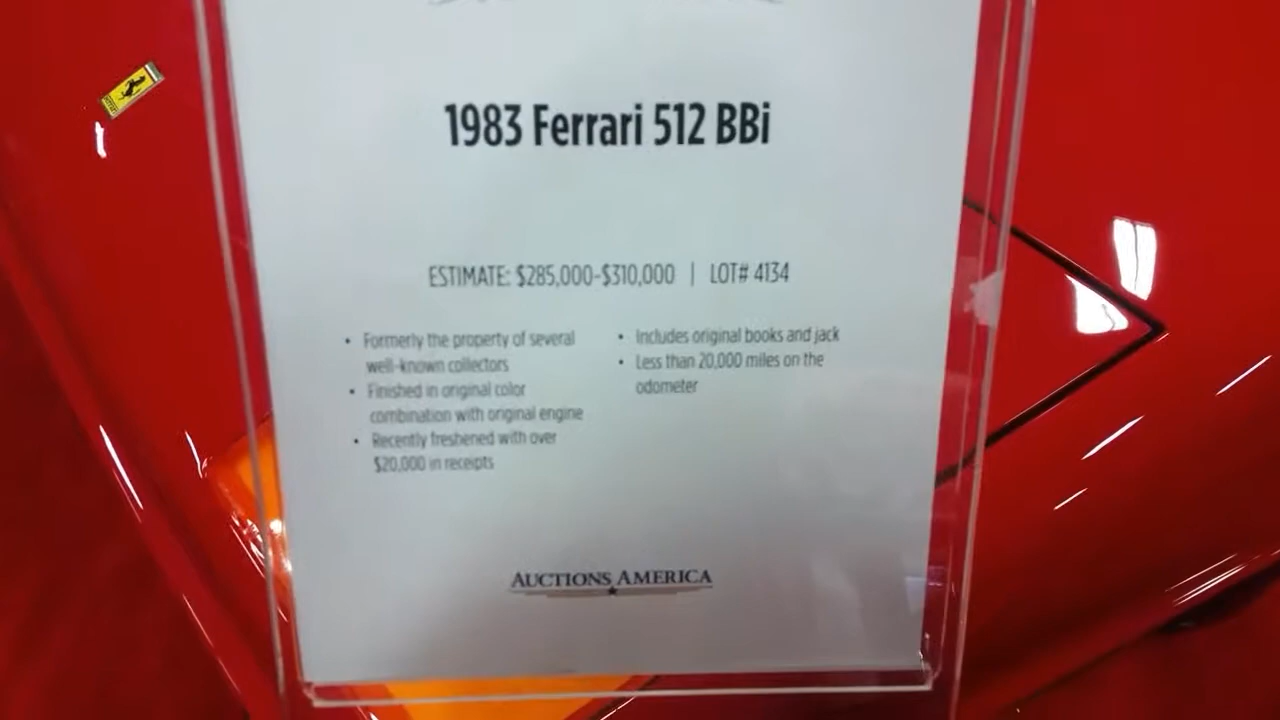 1983 Ferrari 512 BBi
ESTIMATE: $285,000-$310,000 | LOT# 4134
• Formerly the property of several
well-known collectors
• Finished in original color
combination with original engine
• Recently freshened with over
$20,000 in receipts
• Includes original books and jack
• Less than 20,000 miles on the
odometer
AUCTIONS AMERICA